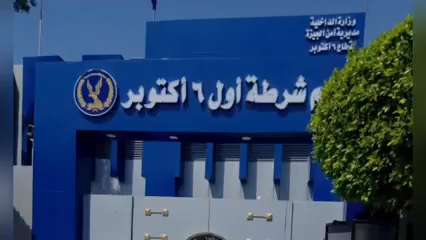 وزارة الداخلية
مديرية أمن الجيزة
قطاع ٦ أكتوبر
م شرطة أول ٦ أكتوبر